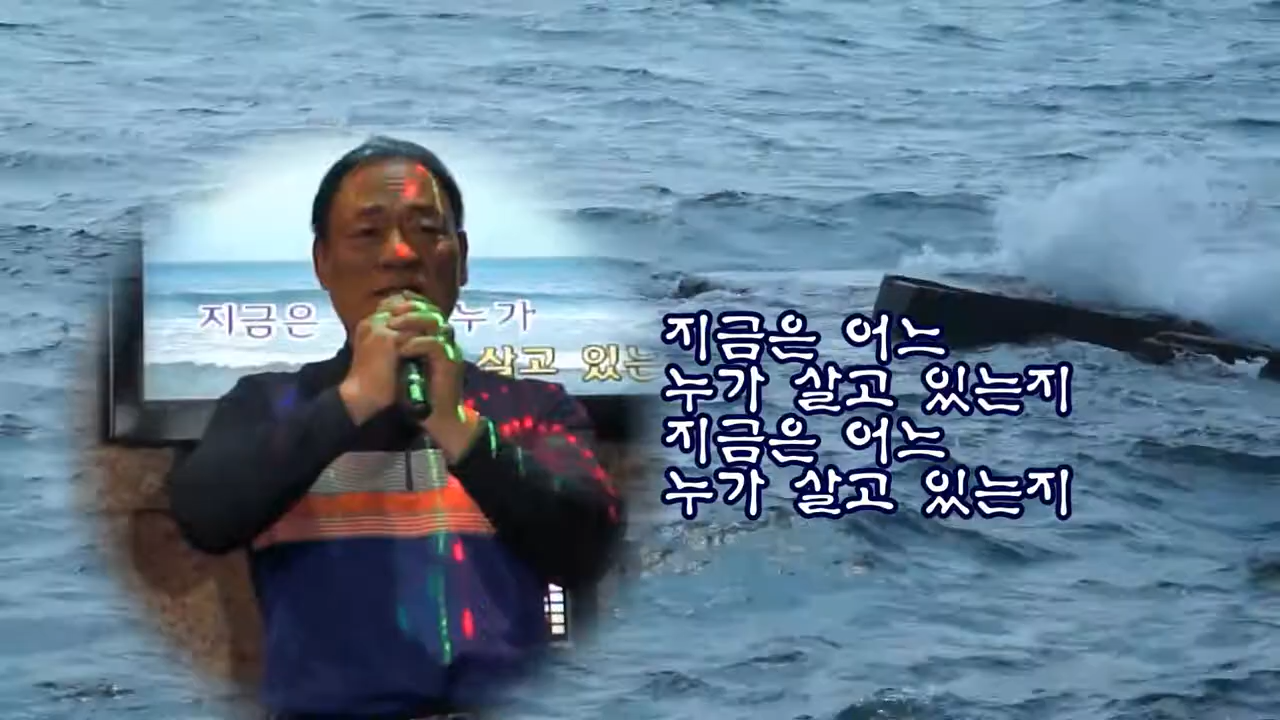 지금은 누가
살고 있는
지금은 어느
누가 살고 있는지
지금은 어느
누가 살고 있는지